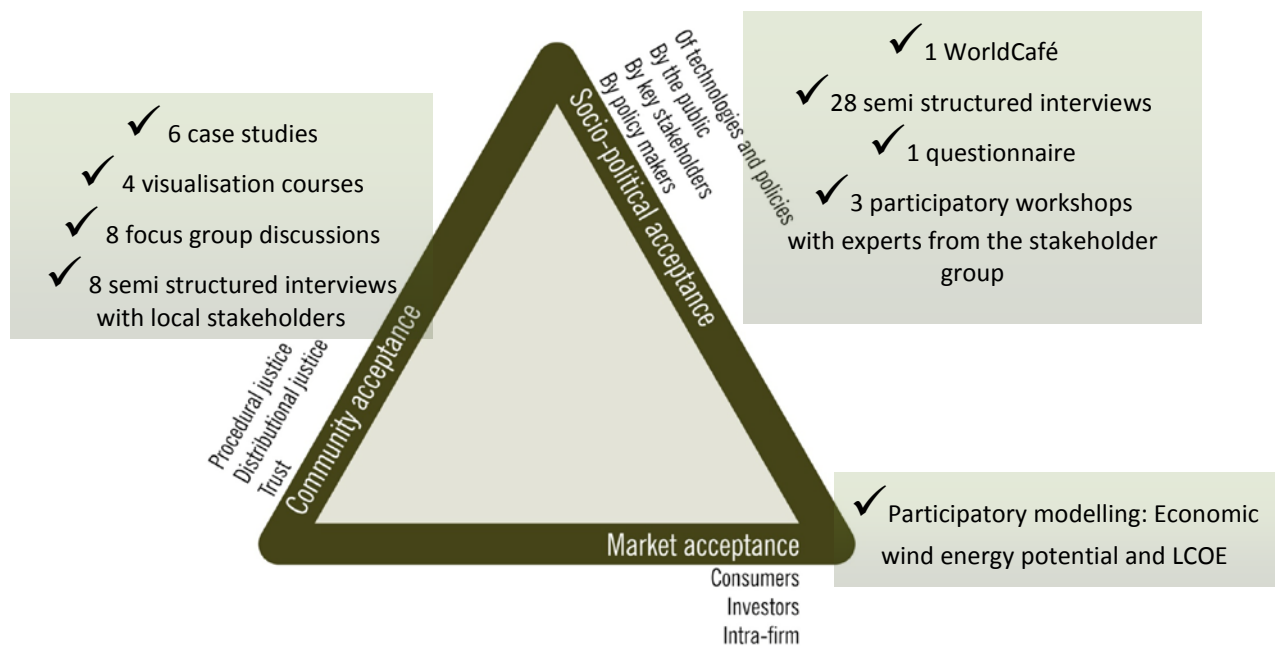 ✓ 6 case studies
✓ 4 visualisation courses
✓ 8 focus group discussions
✓ 8 semi structured interviews
with local stakeholders
Procedural justice
Distributional justice
Trust
Community acceptance
Socio-political acceptance
Of technologies and policies
By the public
By key stakeholders
By policy makers
✓ 1 WorldCafé
✓ 28 semi structured interviews
✓ 1 questionnaire
✓ 3 participatory workshops
with experts from the stakeholder
group
Market acceptance
Consumers
Investors
Intra-firm
✓ Participatory modelling: Economic
wind energy potential and LCOE